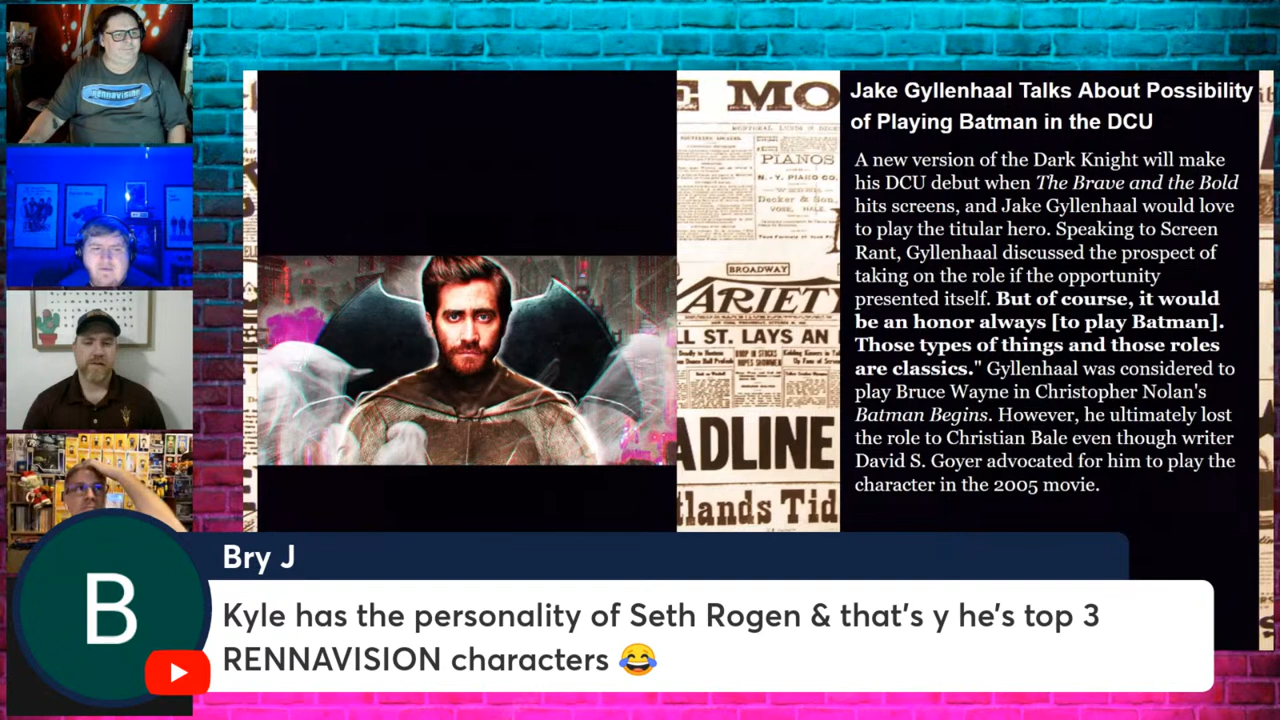 RENNAVISION
Jake Gyllenhaal Talks About Possibility
of Playing Batman in the DCU
A new version of the Dark Knight will make
his DCU debut when The Brave and the Bold
hits screens, and Jake Gyllenhaal would love
to play the titular hero. Speaking to Screen
Rant, Gyllenhaal discussed the prospect of
taking on the role if the opportunity
presented itself. But of course, it would
be an honor always [to play Batman].
Those types of things and those roles
are classics." Gyllenhaal was considered to
play Bruce Wayne in Christopher Nolan's
Batman Begins. However, he ultimately lost
the role to Christian Bale even though writer
David S. Goyer advocated for him to play the
character in the 2005 movie.
E MO
PIANOS
N. Y. PIANO CO.
Decker & Son,
BROADWAY
ARIETY
LL ST. LAYS AN
ADLINE
tlands Tid
B
Bry J
Kyle has the personality of Seth Rogen & that's y he's top 3
RENNAVISION characters 😂